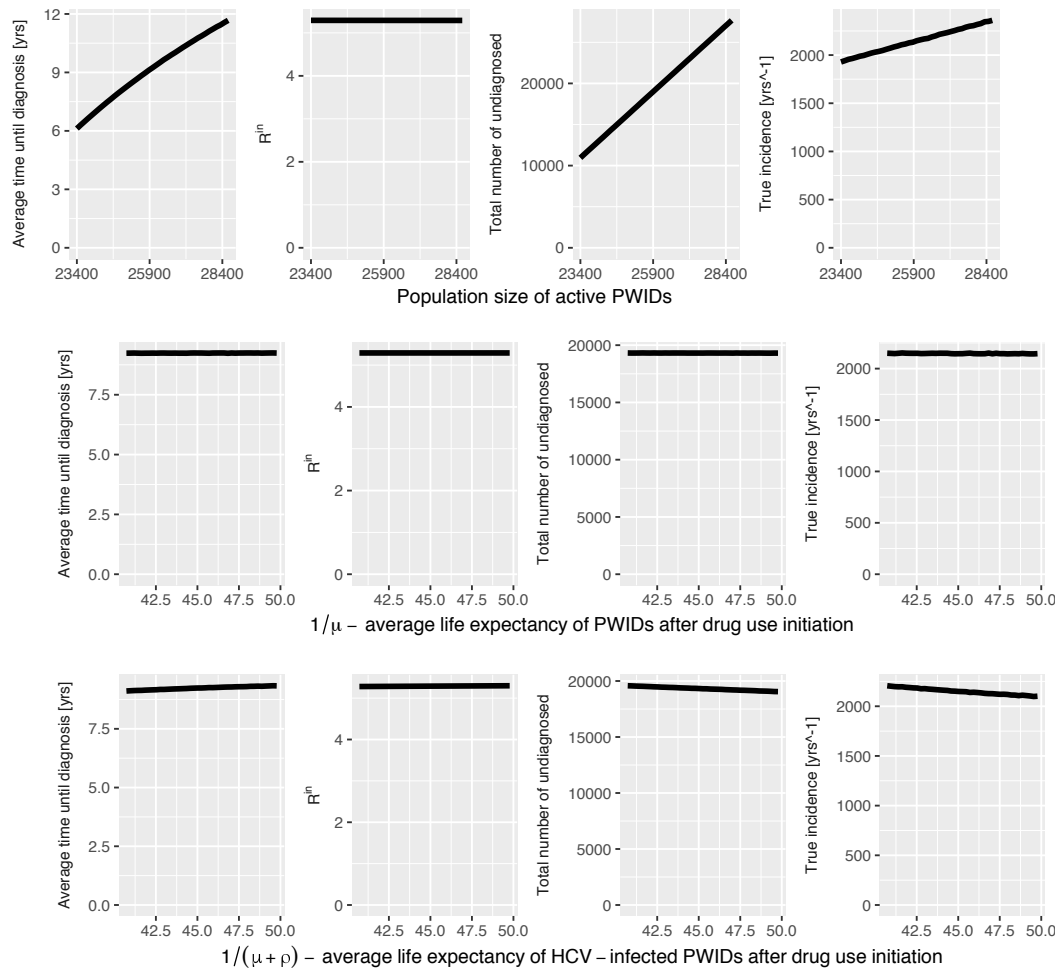 Average time until diagnosis [yrs]
12
9
6
3
0
23400 25900 28400
R^in
4
2
0
23400 25900 28400
Total number of undiagnosed
20000
10000
0
23400 25900 28400
True incidence [yrs^-1]
2000
1500
1000
500
0
23400 25900 28400
Population size of active PWIDs
Average time until diagnosis [yrs]
7.5
5.0
2.5
0.0
42.5 45.0 47.5 50.0
R^in
4
2
0
42.5 45.0 47.5 50.0
Total number of undiagnosed
20000
15000
10000
5000
0
42.5 45.0 47.5 50.0
True incidence [yrs^-1]
2000
1500
1000
500
0
42.5 45.0 47.5 50.0
1/μ − average life expectancy of PWIDs after drug use initiation
Average time until diagnosis [yrs]
7.5
5.0
2.5
0.0
42.5 45.0 47.5 50.0
R^in
4
2
0
42.5 45.0 47.5 50.0
Total number of undiagnosed
20000
15000
10000
5000
0
42.5 45.0 47.5 50.0
True incidence [yrs^-1]
2000
1500
1000
500
0
42.5 45.0 47.5 50.0
1/(μ + ρ) − average life expectancy of HCV − infected PWIDs after drug use initiation